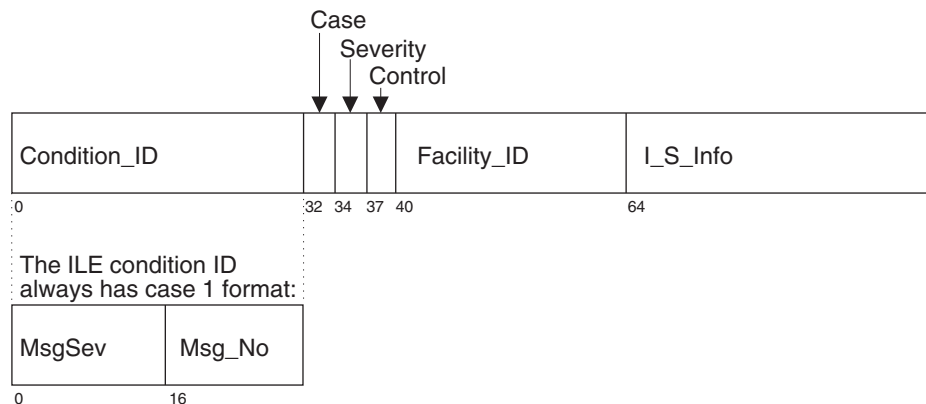 Case
Severity
Control
Condition_ID Facility_ID I_S_Info
0 32 34 37 40 64
The ILE condition ID
always has case 1 format:
MsgSev Msg_No
0 16